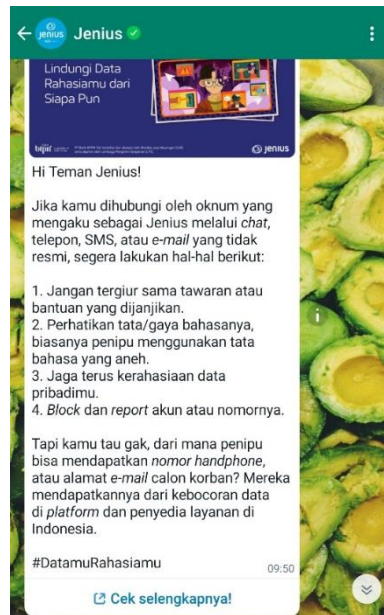 jenius
Jenius
Lindungi Data
Rahasiamu dari
Siapa Pun
btpn
jenius
Hi Teman Jenius!
Jika kamu dihubungi oleh oknum yang
mengaku sebagai Jenius melalui chat,
telepon, SMS, atau e-mail yang tidak
resmi, segera lakukan hal-hal berikut:
1. Jangan tergiur sama tawaran atau
bantuan yang dijanjikan.
2. Perhatikan tata/gaya bahasanya,
biasanya penipu menggunakan tata
bahasa yang aneh.
3. Jaga terus kerahasiaan data
pribadimu.
4. Block dan report akun atau nomornya.
Tapi kamu tau gak, dari mana penipu
bisa mendapatkan nomor handphone,
atau alamat e-mail calon korban? Mereka
mendapatkannya dari kebocoran data
di platform dan penyedia layanan di
Indonesia.
#DatamuRahasiamu
09:50
Cek selengkapnya!